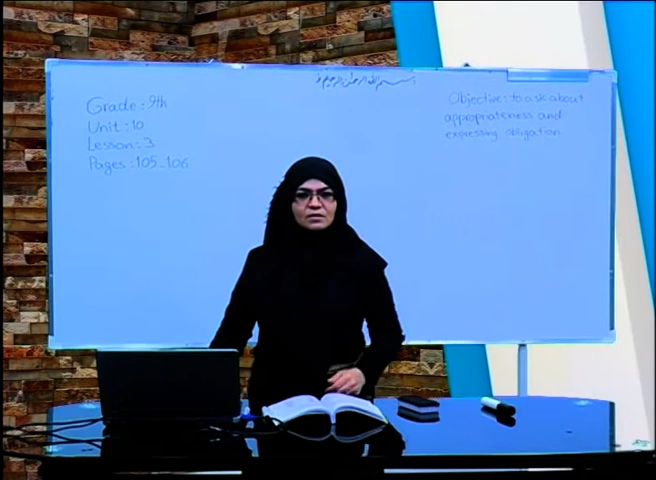 بسم الله الرحمن الرحیم
Grade: 9th
Unit: 10
Lesson: 3
Pages: 105_106
Objective: to ask about
appropriateness and
expressing obligation.